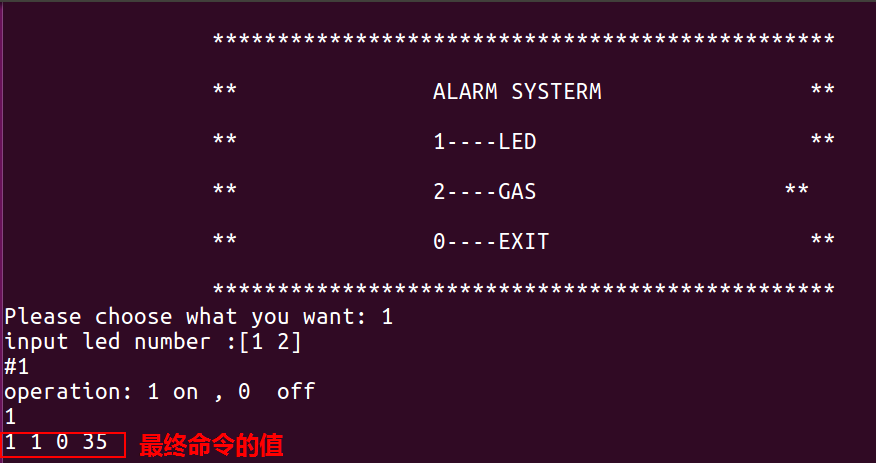 ************************************************
** ALARM SYSTERM **
** 1----LED **
** 2----GAS **
** 0----EXIT **
************************************************
Please choose what you want: 1
input led number :[1 2]
#1
operation: 1 on , 0  off
1
1 1 0 35 最终命令的值